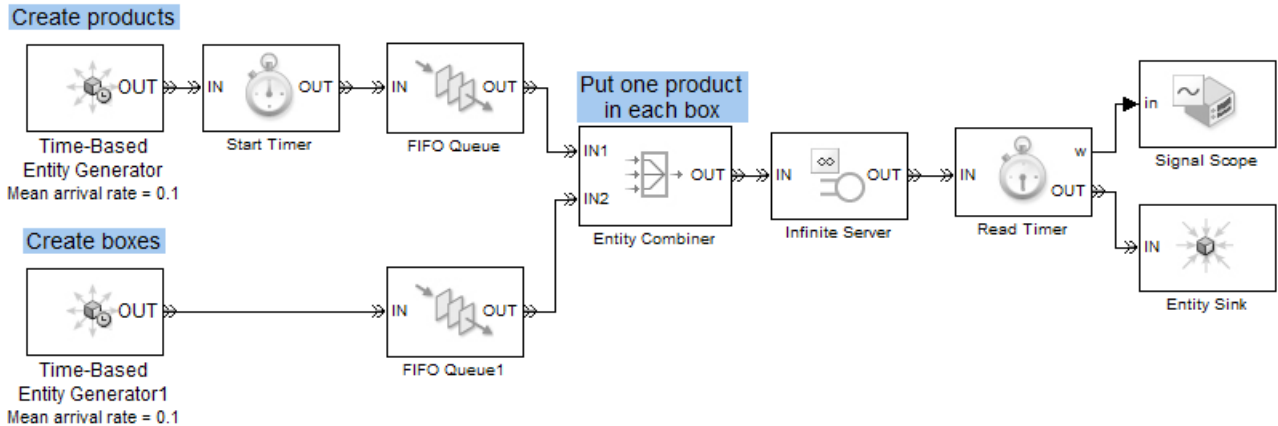 Create products
OUT
Time-Based
Entity Generator
Mean arrival rate = 0.1
IN OUT
Start Timer
IN OUT
FIFO Queue
Put one product
in each box
IN1
IN2
OUT
Entity Combiner
IN ∞ OUT
Infinite Server
IN
w
OUT
Read Timer
in
Signal Scope
IN
Entity Sink
Create boxes
OUT
Time-Based
Entity Generator1
Mean arrival rate = 0.1
IN OUT
FIFO Queue1